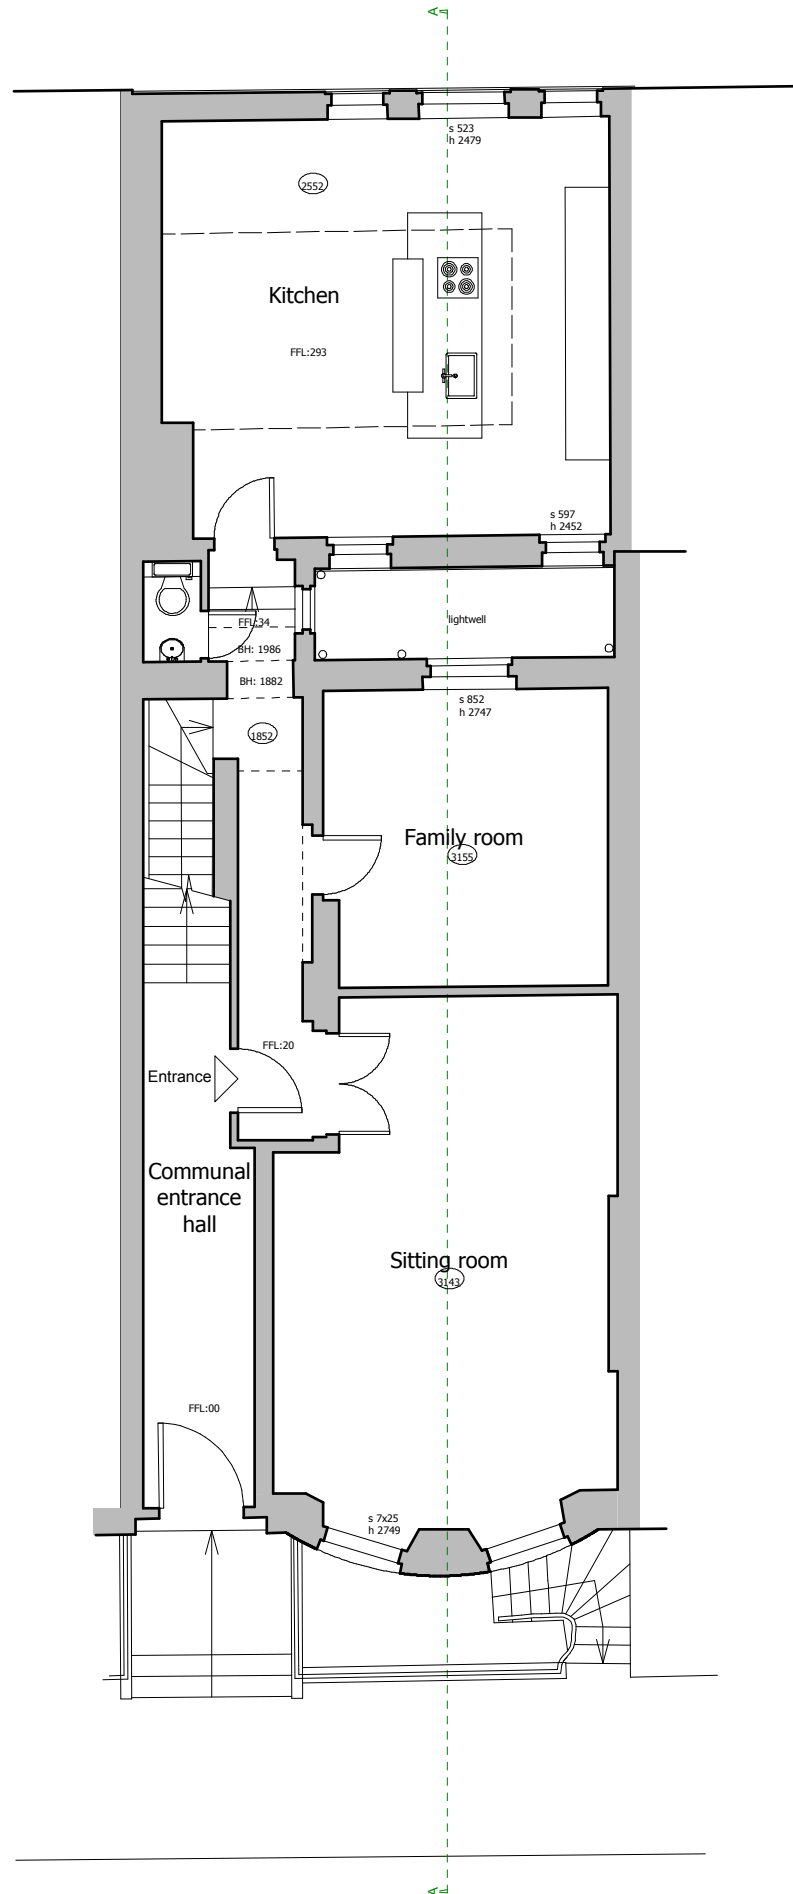 A
s 523
h 2479
2552
Kitchen
FFL:293
s 597
h 2452
lightwell
FFL:34
BH: 1986
BH: 1882
s 852
h 2747
1852
Family room
3155
FFL:20
Entrance
Communal
entrance
hall
Sitting room
3143
FFL:00
s 7x25
h 2749
A